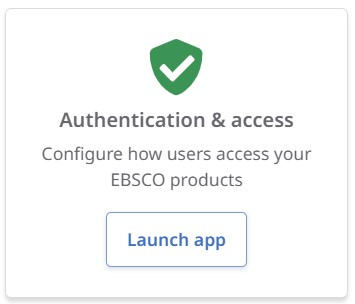 Authentication & access
Configure how users access your
EBSCO products
Launch app